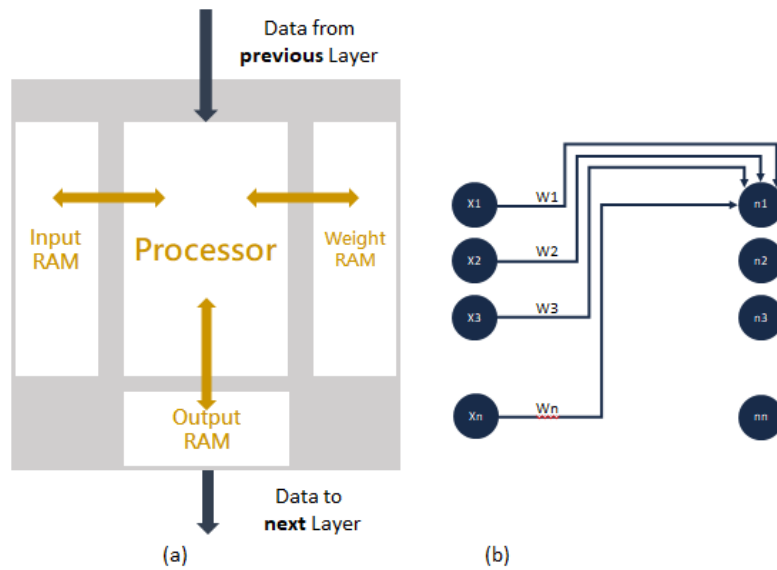 Data from
previous Layer
Input
RAM
Processor
Weight
RAM
Output
RAM
Data to
next Layer
(a)
X1
W1
n1
X2
W2
n2
X3
W3
n3
Xn
Wn
nn
(b)